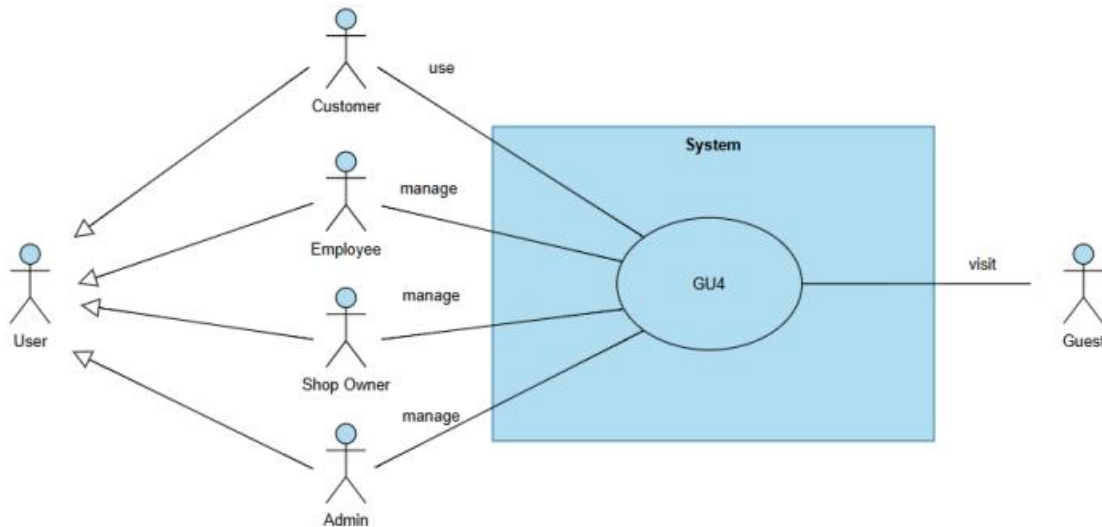 use
Customer
System
manage
Employee
GU4
visit
manage
User
Guest
Shop Owner
manage
Admin